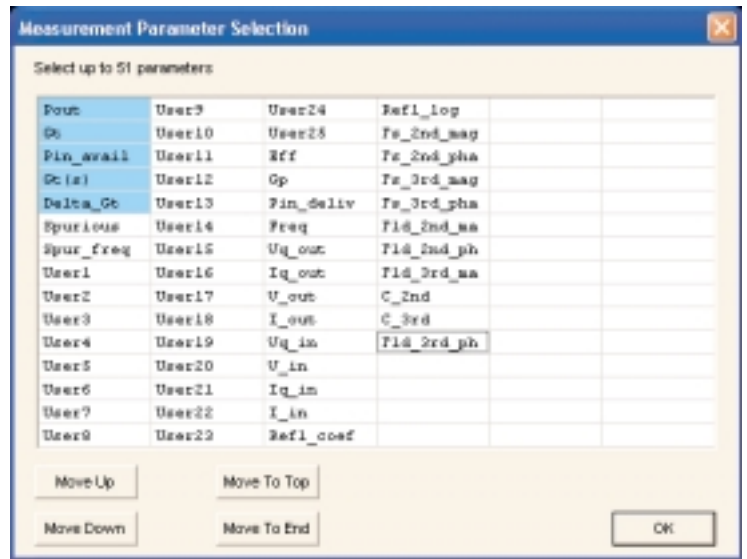 Measurement Parameter Selection
Select up to 51 parameters
Pout User9 User24 Refl_log
Gt User10 User25 Fs_2nd_mag
Pin_avail User11 Eff Fs_2nd_pha
Gt(s) User12 Gp Fs_3rd_mag
Delta_Gt User13 Pin_deliv Fs_3rd_pha
Spurious User14 Freq Fld_2nd_ma
Spur_freq User15 Vq_out Fld_2nd_ph
User1 User16 Iq_out Fld_3rd_ma
User2 User17 V_out C_2nd
User3 User18 I_out C_3rd
User4 User19 Vq_in Fld_3rd_ph
User5 User20 V_in
User6 User21 Iq_in
User7 User22 I_in
User8 User23 Refl_coef
Move Up Move To Top
Move Down Move To End OK